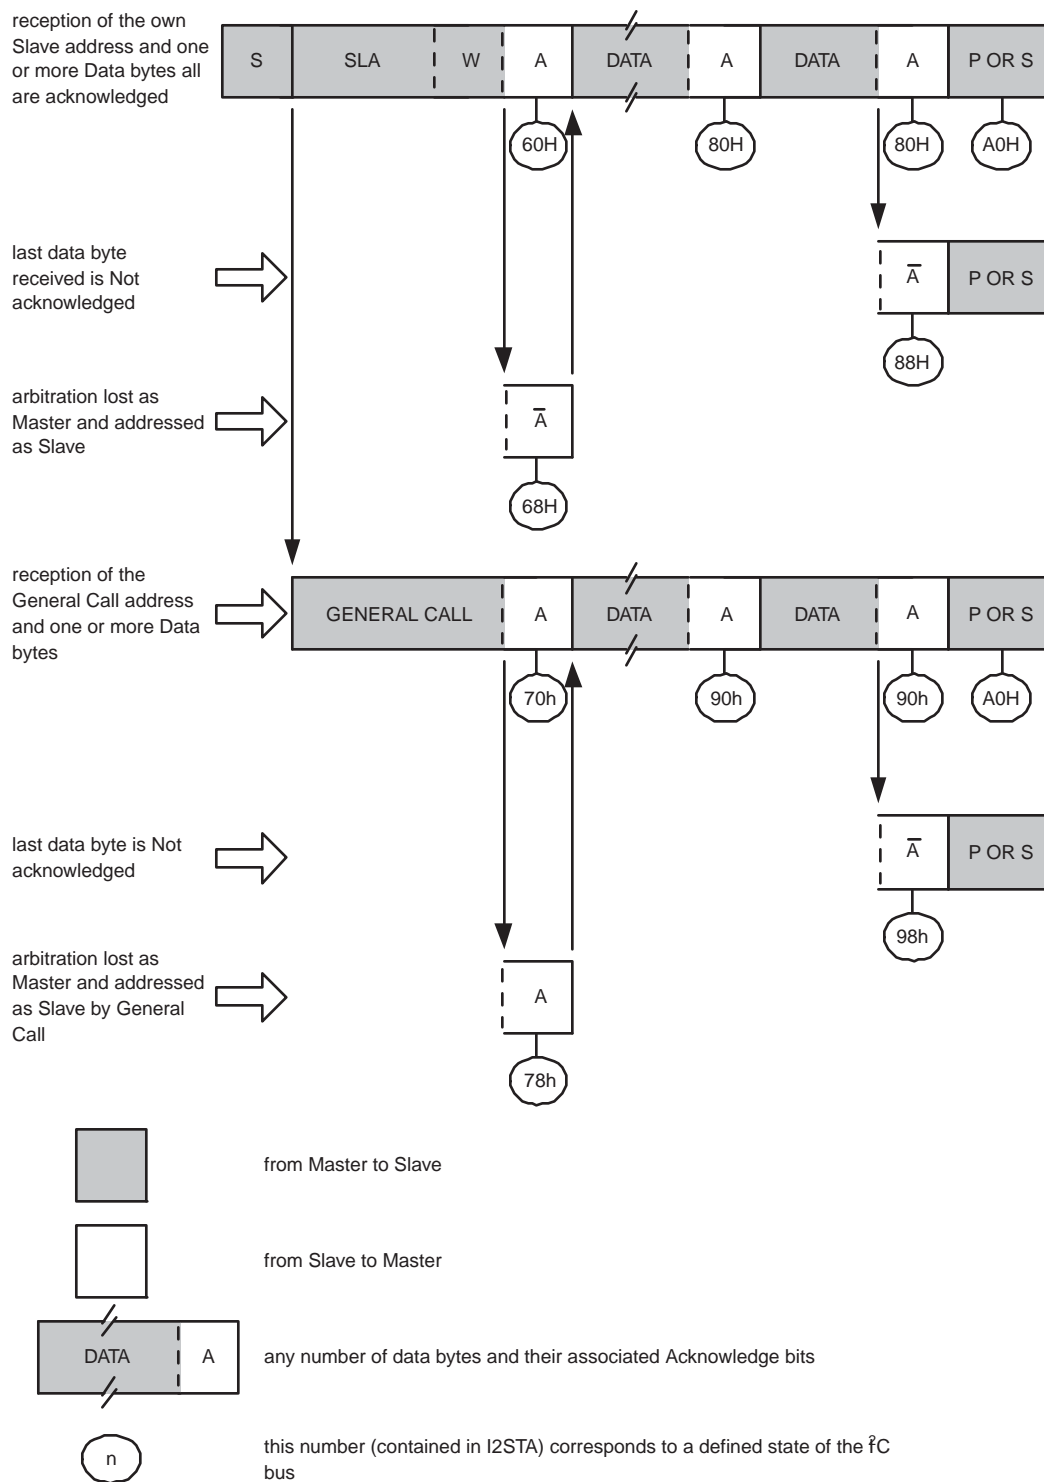 reception of the own
Slave address and one
or more Data bytes all
are acknowledged
S SLA W A DATA A DATA A P OR S
60H 80H 80H A0H
last data byte
received is Not
acknowledged
A̅ P OR S
88H
arbitration lost as
Master and addressed
as Slave
A̅
68H
reception of the
General Call address
and one or more Data
bytes
GENERAL CALL A DATA A DATA A P OR S
70h 90h 90h A0H
last data byte is Not
acknowledged
A̅ P OR S
98h
arbitration lost as
Master and addressed
as Slave by General
Call
A
78h
from Master to Slave
from Slave to Master
DATA A any number of data bytes and their associated Acknowledge bits
n this number (contained in I2STA) corresponds to a defined state of the I²C
bus